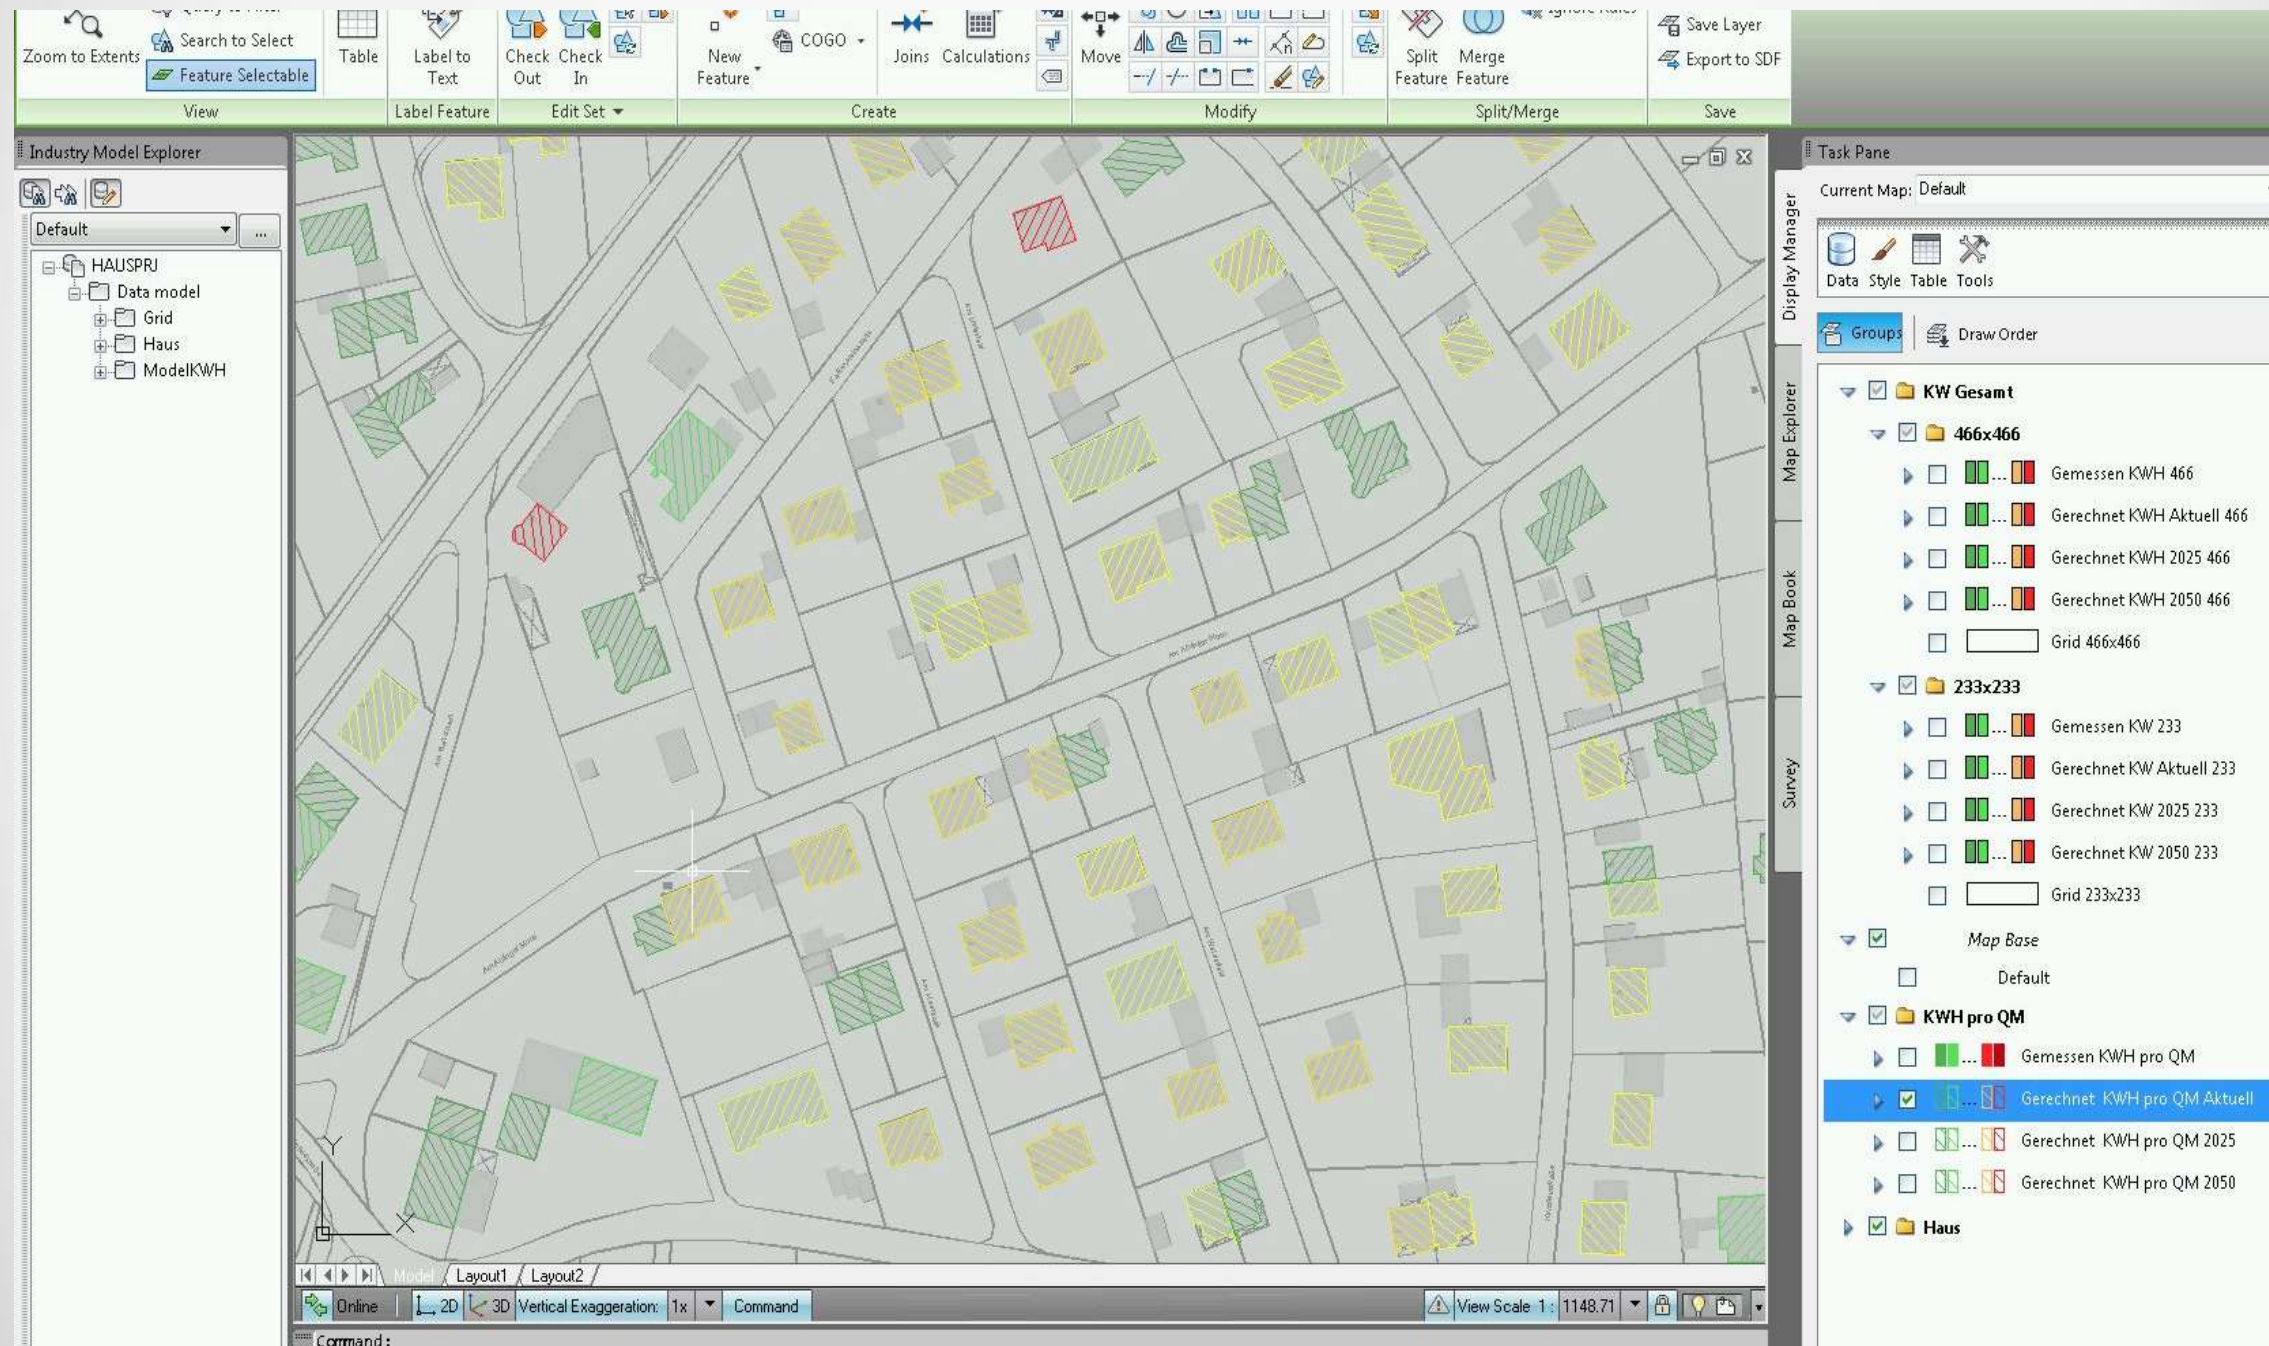 Zoom to Extents
Search to Select
Feature Selectable
View
Table
Label to
Text
Label Feature
Check
Out
Check
In
Edit Set
New
Feature
COGO
Joins
Calculations
Create
Move
Modify
Split
Feature
Merge
Feature
Split/Merge
Save Layer
Export to SDF
Save
Industry Model Explorer
Default
...
HAUSPRJ
Data model
Grid
Haus
ModelKWH
Y
X
Model
Layout1
Layout2
Online
2D
3D
Vertical Exaggeration:
1x
Command
View Scale 1 :
1148.71
Command:
Display Manager
Map Explorer
Map Book
Survey
Task Pane
Current Map: Default
Data Style Table Tools
Groups
Draw Order
KW Gesamt
466x466
... Gemessen KWH 466
... Gerechnet KWH Aktuell 466
... Gerechnet KWH 2025 466
... Gerechnet KWH 2050 466
Grid 466x466
233x233
... Gemessen KW 233
... Gerechnet KW Aktuell 233
... Gerechnet KW 2025 233
... Gerechnet KW 2050 233
Grid 233x233
Map Base
Default
KWH pro QM
... Gemessen KWH pro QM
... Gerechnet KWH pro QM Aktuell
... Gerechnet KWH pro QM 2025
... Gerechnet KWH pro QM 2050
Haus